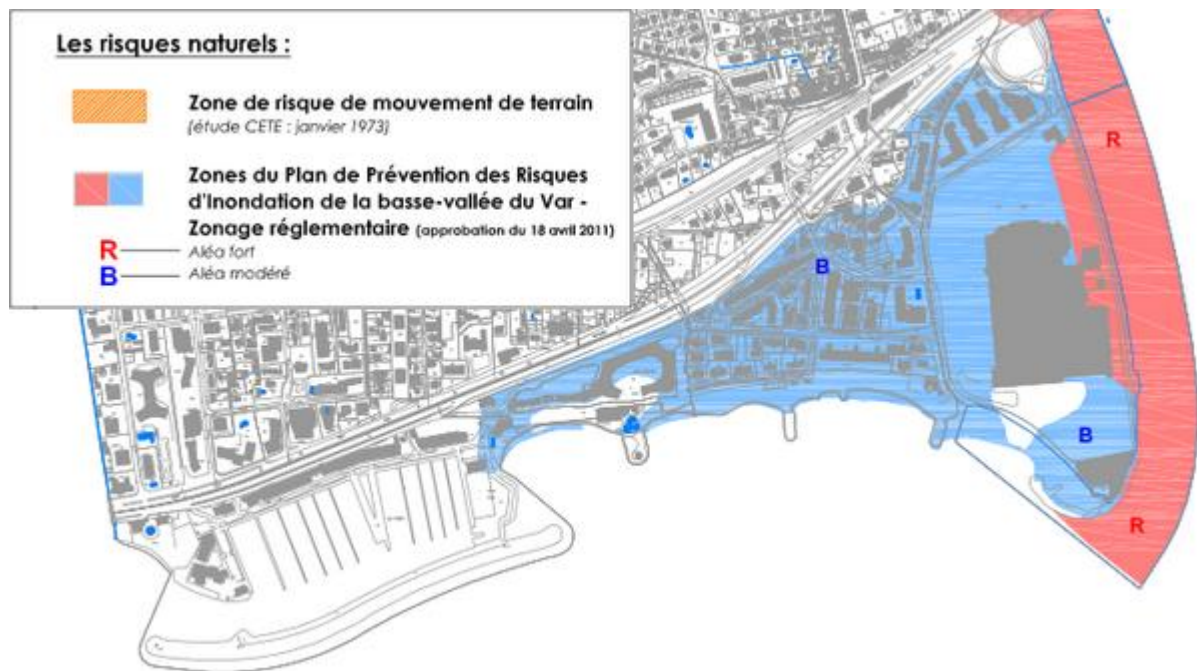 Les risques naturels :
Zone de risque de mouvement de terrain
(étude CETE : janvier 1973)
Zones du Plan de Prévention des Risques
d'Inondation de la basse-vallée du Var -
Zonage réglementaire (approbation du 18 avril 2011)
R Aléa fort
B Aléa modéré
R
B
B
R